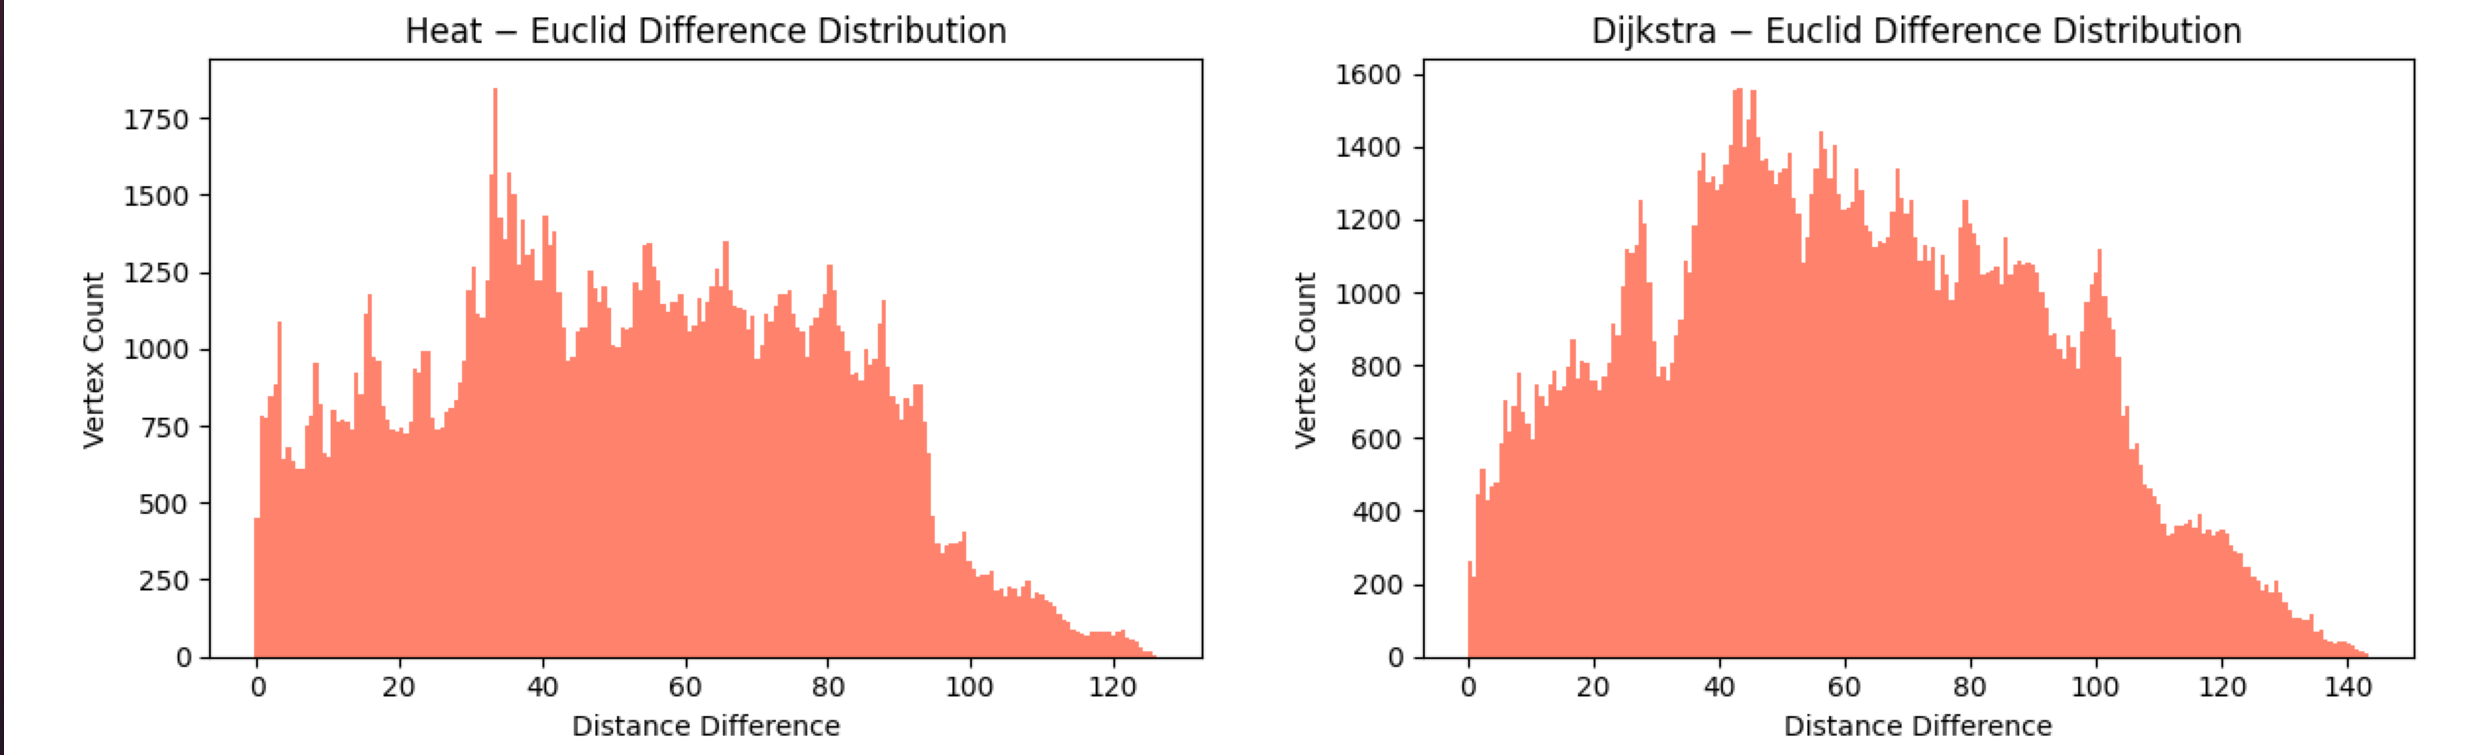 Heat − Euclid Difference Distribution
1750
1500
1250
1000
750
500
250
0
Vertex Count
0 20 40 60 80 100 120
Distance Difference
Dijkstra − Euclid Difference Distribution
1600
1400
1200
1000
800
600
400
200
0
Vertex Count
0 20 40 60 80 100 120 140
Distance Difference